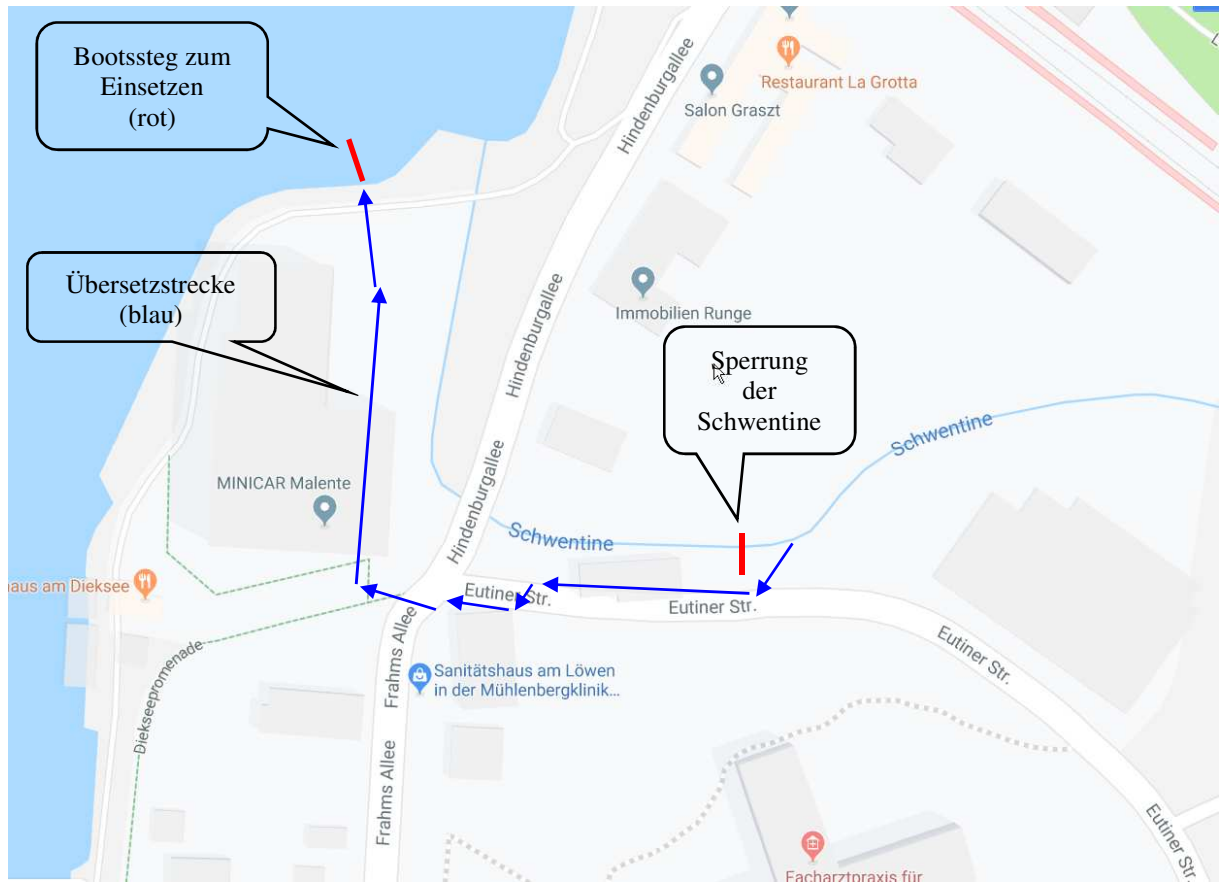 Bootssteg zum
Einsetzen
(rot)
Hindenburgallee
Restaurant La Grotta
Salon Graszt
Übersetzstrecke
(blau)
Hindenburgallee
Immobilien Runge
Sperrung
der
Schwentine
Schwentine
MINICAR Malente
Hindenburgallee
Schwentine
haus am Dieksee
Eutiner Str.
Eutiner Str.
Eutiner Str.
Frahms Allee
Sanitätshaus am Löwen
in der Mühlenbergklinik...
Diekseepromenade
Frahms Allee
Eutiner Str.
Facharztpraxis für